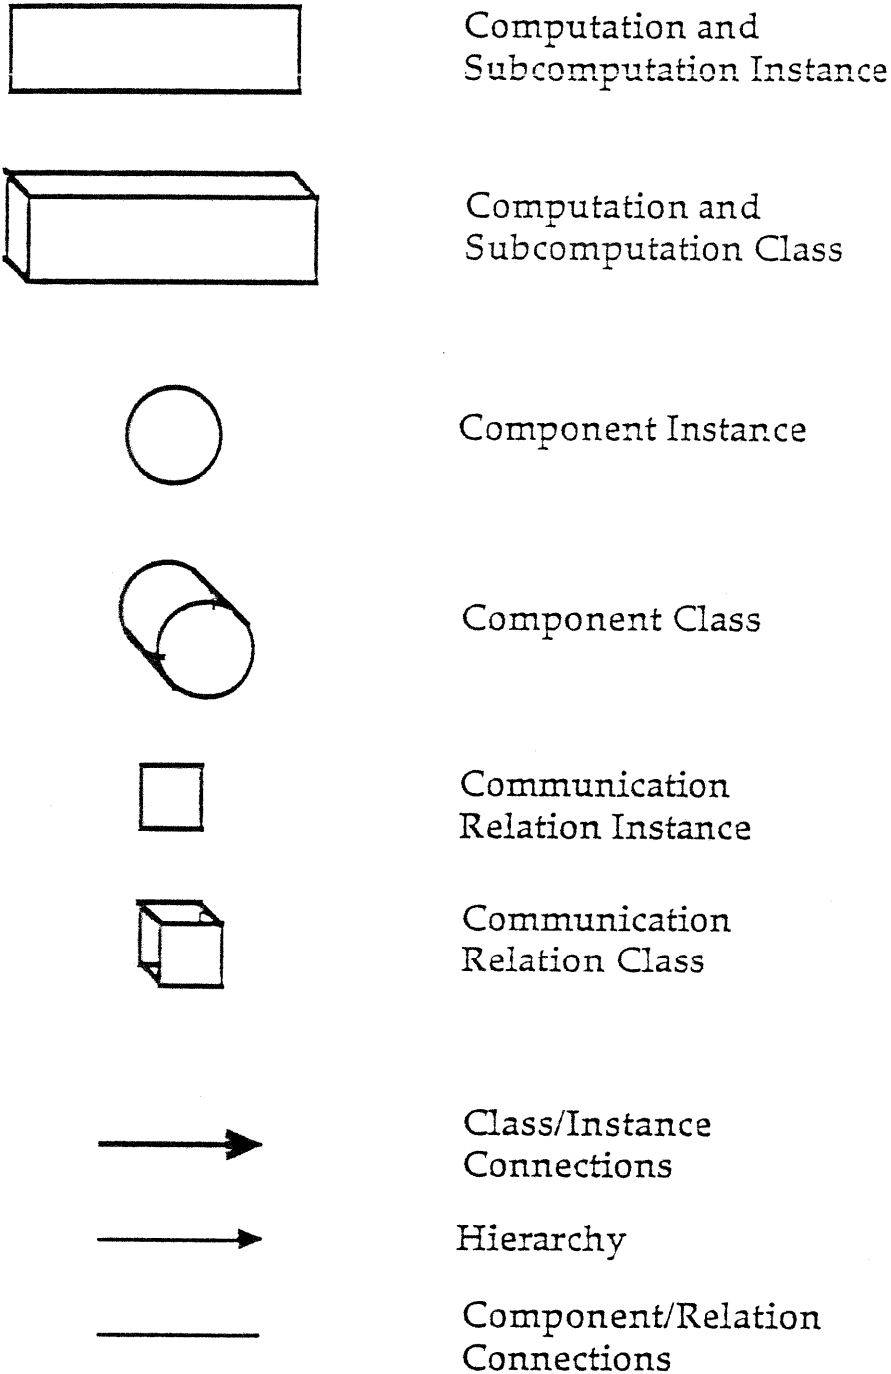 Computation and
Subcomputation Instance
Computation and
Subcomputation Class
Component Instance
Component Class
Communication
Relation Instance
Communication
Relation Class
Class/Instance
Connections
Hierarchy
Component/Relation
Connections